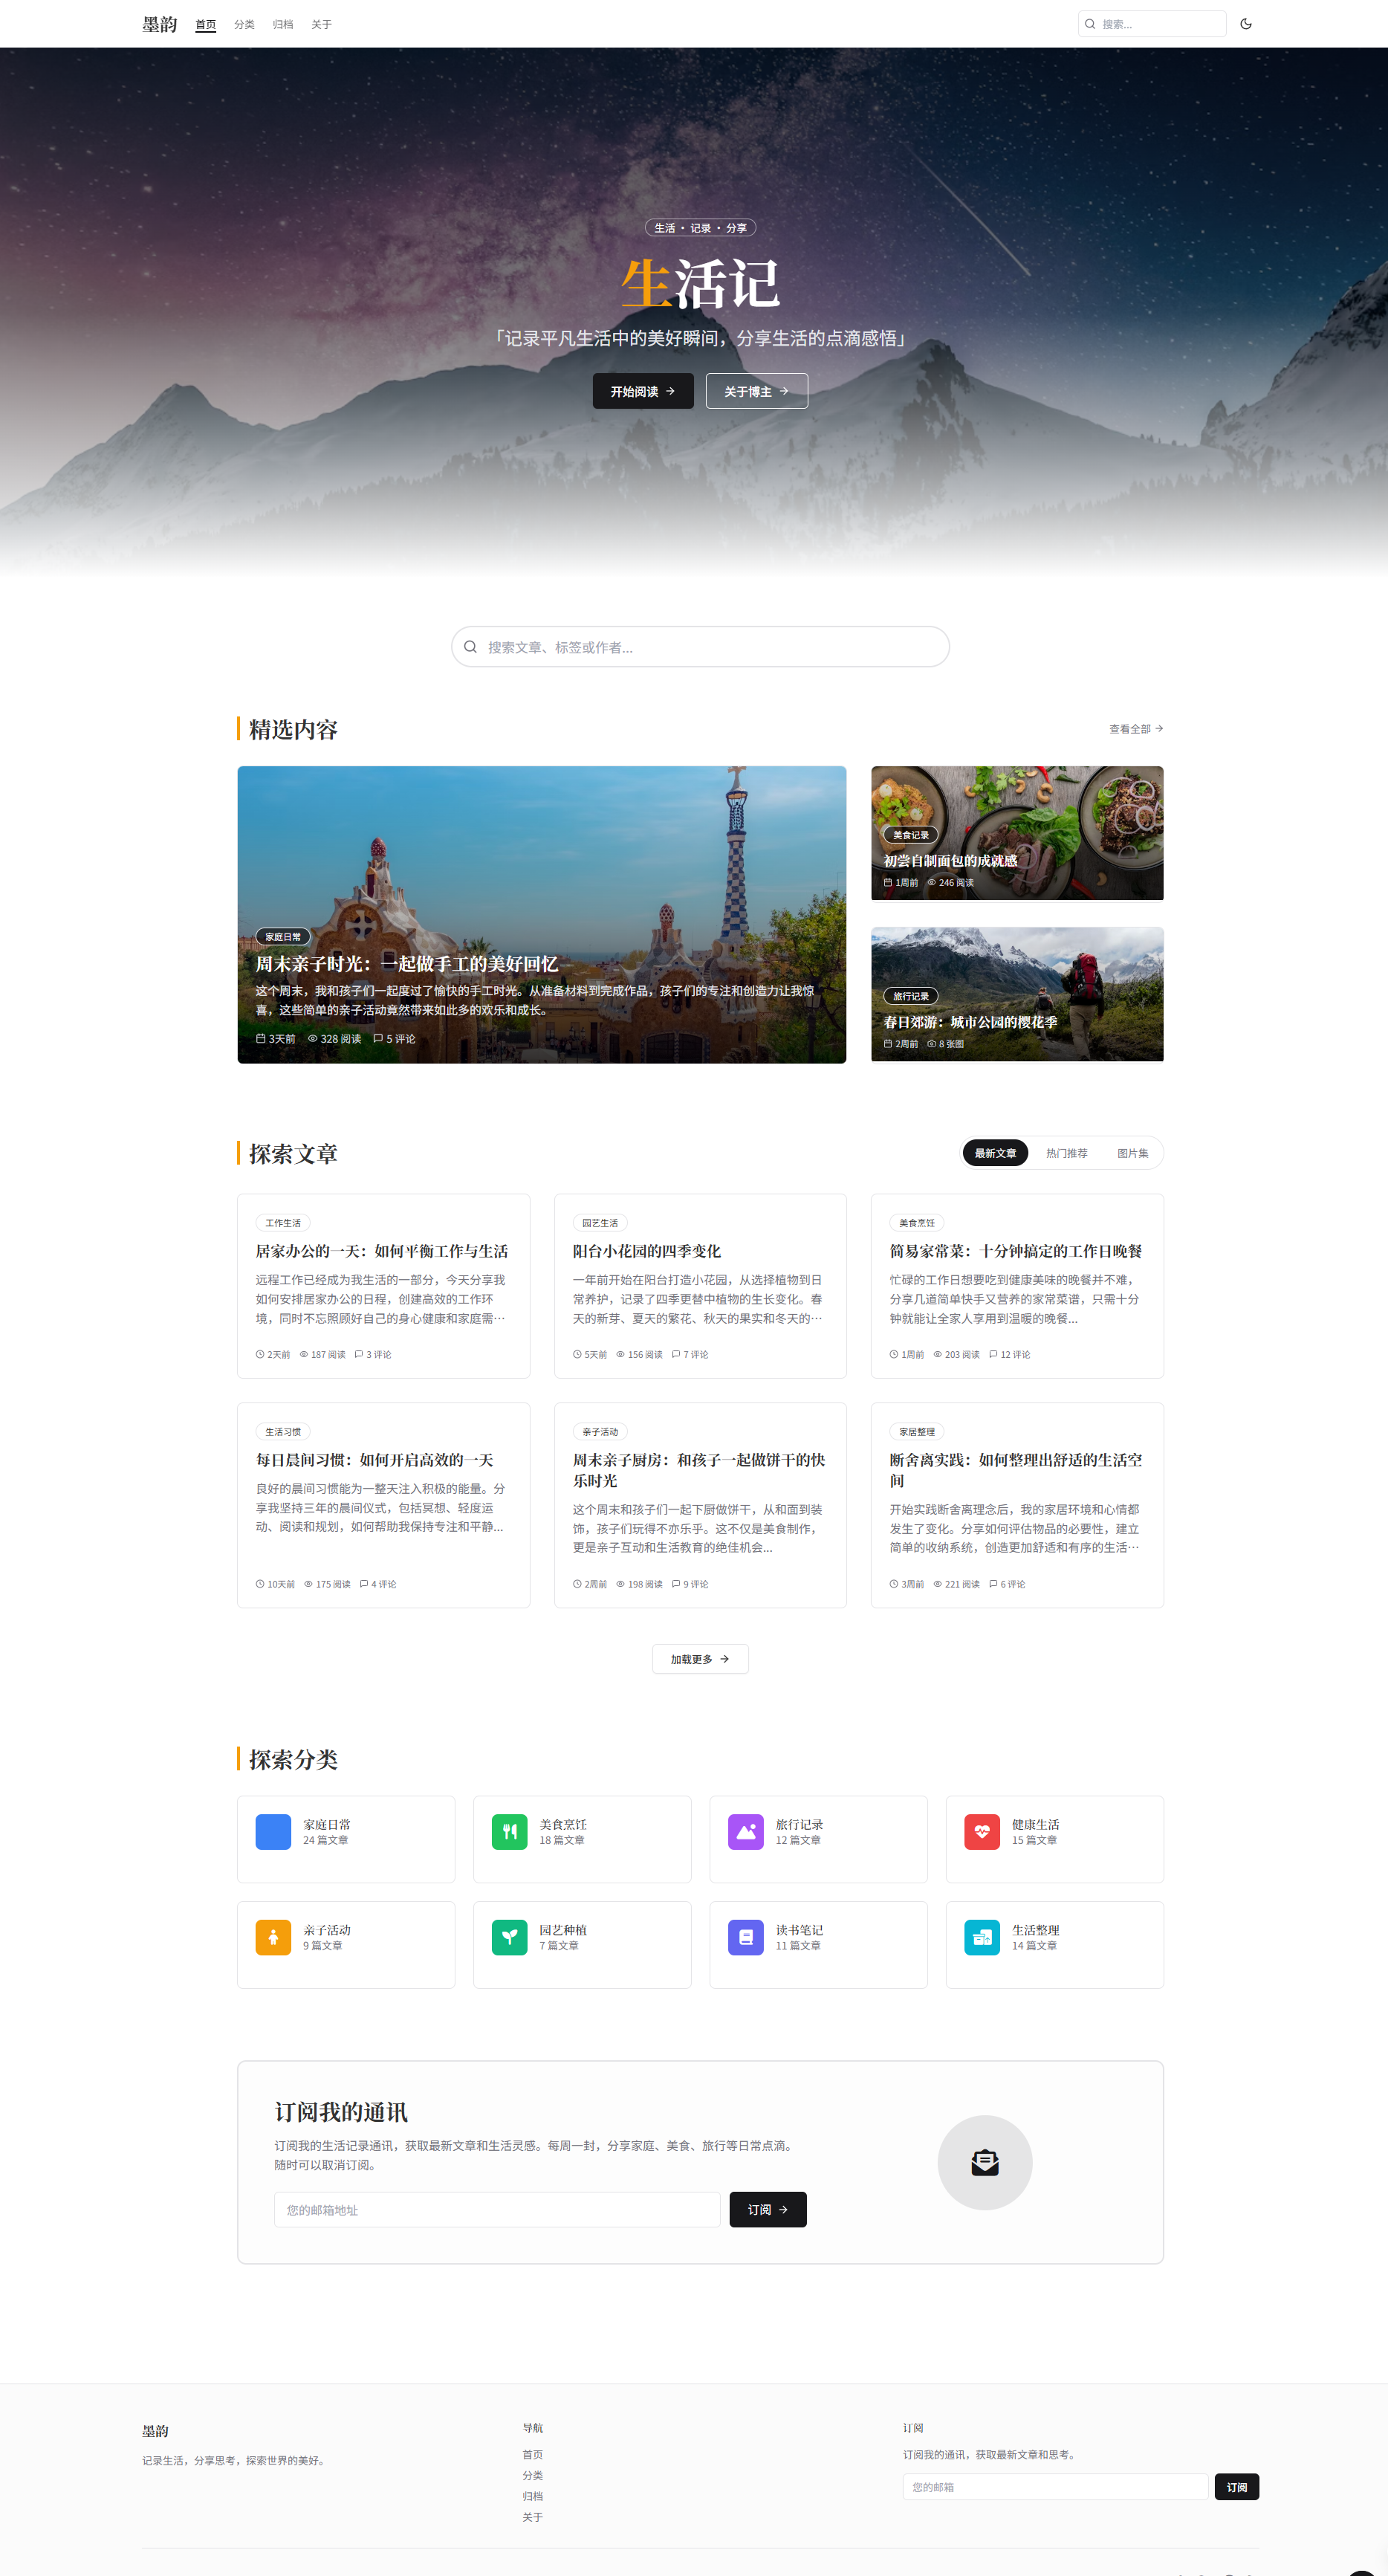 墨韵
首页 分类 归档 关于
搜索...
生活 · 记录 · 分享
生活记
「记录平凡生活中的美好瞬间，分享生活的点滴感悟」
开始阅读 →
关于博主 →
搜索文章、标签或作者...
精选内容
查看全部 →
家庭日常
周末亲子时光：一起做手工的美好回忆
这个周末，我和孩子们一起度过了愉快的手工时光。从准备材料到完成作品，孩子们的专注和创造力让我惊
喜，这些简单的亲子活动竟然带来如此多的欢乐和成长。
3天前 328 阅读 5 评论
美食记录
初尝自制面包的成就感
1周前 246 阅读
旅行记录
春日郊游：城市公园的樱花季
2周前 8 张图
探索文章
最新文章 热门推荐 图片集
工作生活
居家办公的一天：如何平衡工作与生活
远程工作已经成为我生活的一部分，今天分享我
如何安排居家办公的日程，创建高效的工作环
境，同时不忘照顾好自己的身心健康和家庭需…
2天前 187 阅读 3 评论
园艺生活
阳台小花园的四季变化
一年前开始在阳台打造小花园，从选择植物到日
常养护，记录了四季更替中植物的生长变化。春
天的新芽、夏天的繁花、秋天的果实和冬天的…
5天前 156 阅读 7 评论
美食烹饪
简易家常菜：十分钟搞定的工作日晚餐
忙碌的工作日想要吃到健康美味的晚餐并不难，
分享几道简单快手又营养的家常菜谱，只需十分
钟就能让全家人享用到温暖的晚餐...
1周前 203 阅读 12 评论
生活习惯
每日晨间习惯：如何开启高效的一天
良好的晨间习惯能为一整天注入积极的能量。分
享我坚持三年的晨间仪式，包括冥想、轻度运
动、阅读和规划，如何帮助我保持专注和平静...
10天前 175 阅读 4 评论
亲子活动
周末亲子厨房：和孩子一起做饼干的快
乐时光
这个周末和孩子们一起下厨做饼干，从和面到装
饰，孩子们玩得不亦乐乎。这不仅是美食制作，
更是亲子互动和生活教育的绝佳机会...
2周前 198 阅读 9 评论
家居整理
断舍离实践：如何整理出舒适的生活空
间
开始实践断舍离理念后，我的家居环境和心情都
发生了变化。分享如何评估物品的必要性，建立
简单的收纳系统，创造更加舒适和有序的生活…
3周前 221 阅读 6 评论
加载更多 →
探索分类
家庭日常
24 篇文章
美食烹饪
18 篇文章
旅行记录
12 篇文章
健康生活
15 篇文章
亲子活动
9 篇文章
园艺种植
7 篇文章
读书笔记
11 篇文章
生活整理
14 篇文章
订阅我的通讯
订阅我的生活记录通讯，获取最新文章和生活灵感。每周一封，分享家庭、美食、旅行等日常点滴。
随时可以取消订阅。
您的邮箱地址
订阅 →
墨韵
记录生活，分享思考，探索世界的美好。
导航
首页
分类
归档
关于
订阅
订阅我的通讯，获取最新文章和思考。
您的邮箱
订阅